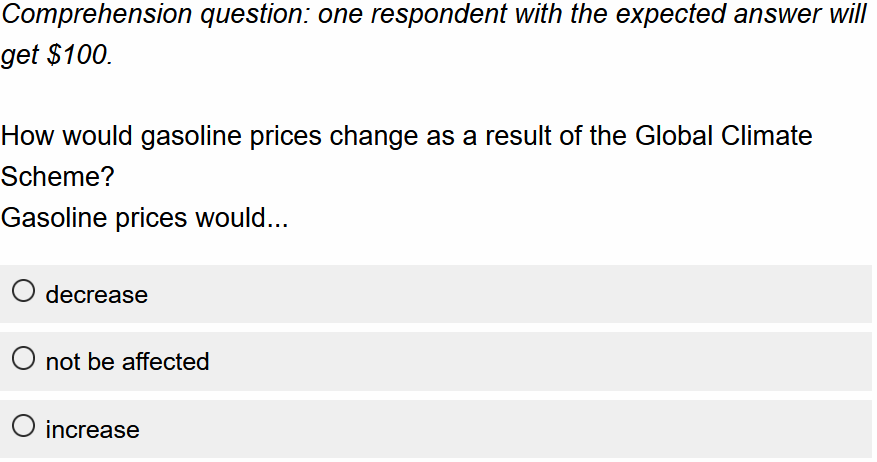 Comprehension question: one respondent with the expected answer will
get $100.
How would gasoline prices change as a result of the Global Climate
Scheme?
Gasoline prices would...
decrease
not be affected
increase